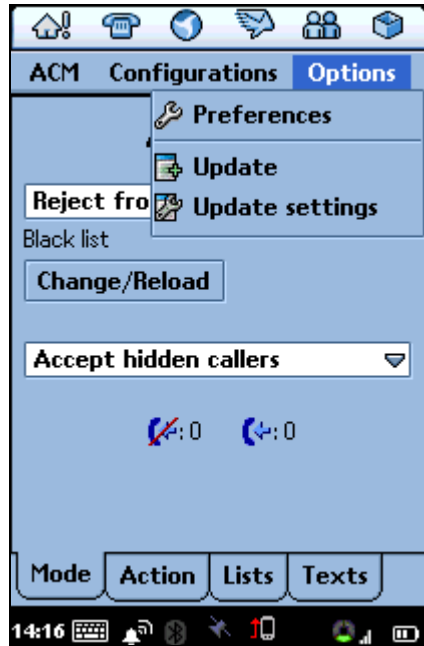 ACM Configurations Options
Preferences
Update
Reject fro
Update settings
Black list
Change/Reload
Accept hidden callers
: 0 : 0
Mode Action Lists Texts
14:16